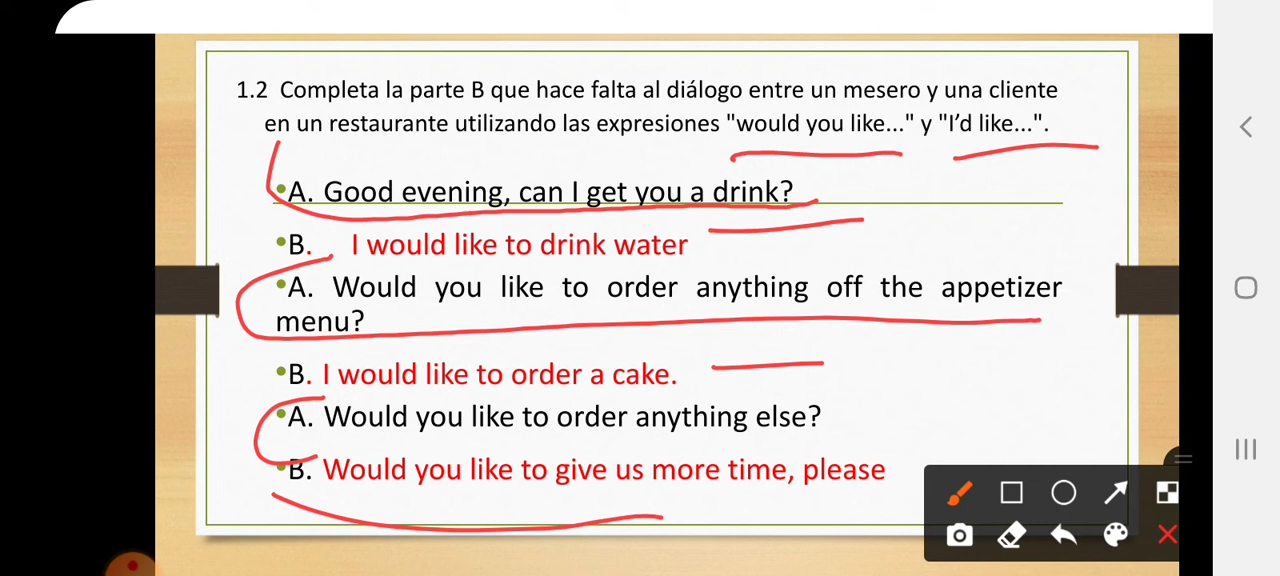 1.2 Completa la parte B que hace falta al diálogo entre un mesero y una cliente
en un restaurante utilizando las expresiones "would you like..." y "I’d like...".
•A. Good evening, can I get you a drink?
•B. I would like to drink water
•A. Would you like to order anything off the appetizer
menu?
•B. I would like to order a cake.
•A. Would you like to order anything else?
•B. Would you like to give us more time, please